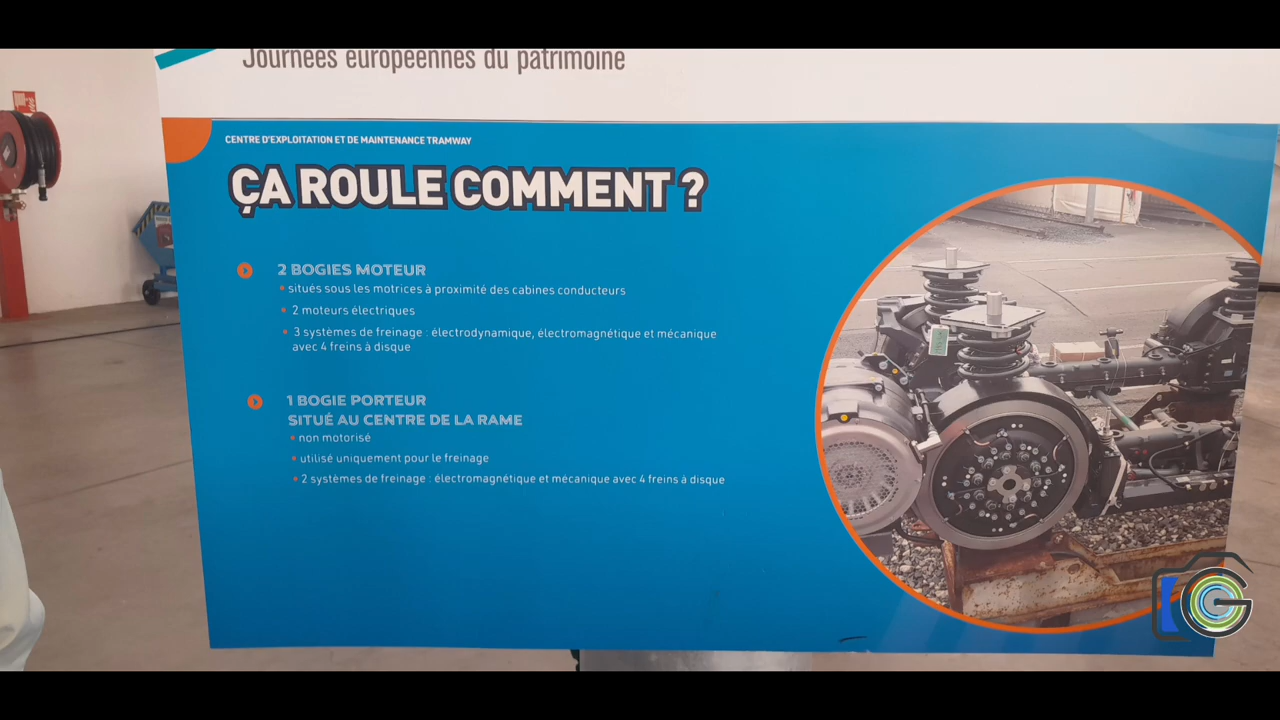 Journées européennes du patrimoine
CENTRE D'EXPLOITATION ET DE MAINTENANCE TRAMWAY
ÇA ROULE COMMENT ?
2 BOGIES MOTEUR
situés sous les motrices à proximité des cabines conducteurs
2 moteurs électriques
3 systèmes de freinage : électrodynamique, électromagnétique et mécanique
avec 4 freins à disque
1 BOGIE PORTEUR
SITUÉ AU CENTRE DE LA RAME
non motorisé
utilisé uniquement pour le freinage
2 systèmes de freinage : électromagnétique et mécanique avec 4 freins à disque